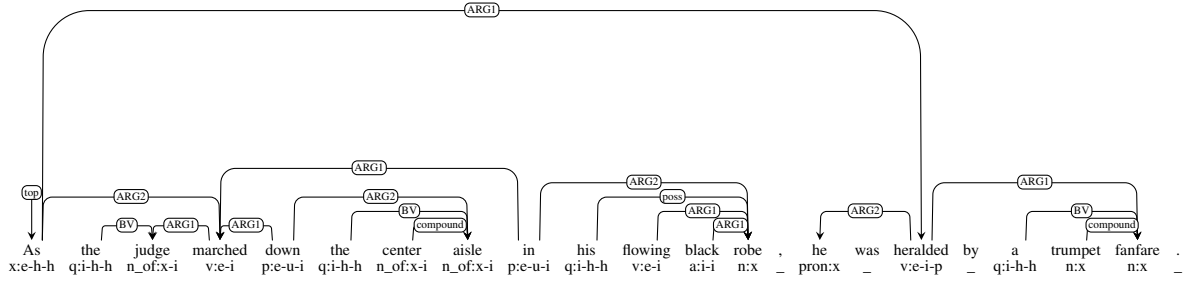 ARG1
ARG1
top ARG2 ARG2 ARG2 poss ARG1
BV ARG1 ARG1 BV compound ARG1 ARG1 ARG2 BV compound
As the judge marched down the center aisle in his flowing black robe , he was heralded by a trumpet fanfare .
x:e-h-h q:i-h-h n_of:x-i v:e-i p:e-u-i q:i-h-h n_of:x-i n_of:x-i p:e-u-i q:i-h-h v:e-i a:i-i n:x _ pron:x _ v:e-i-p _ q:i-h-h n:x n:x _